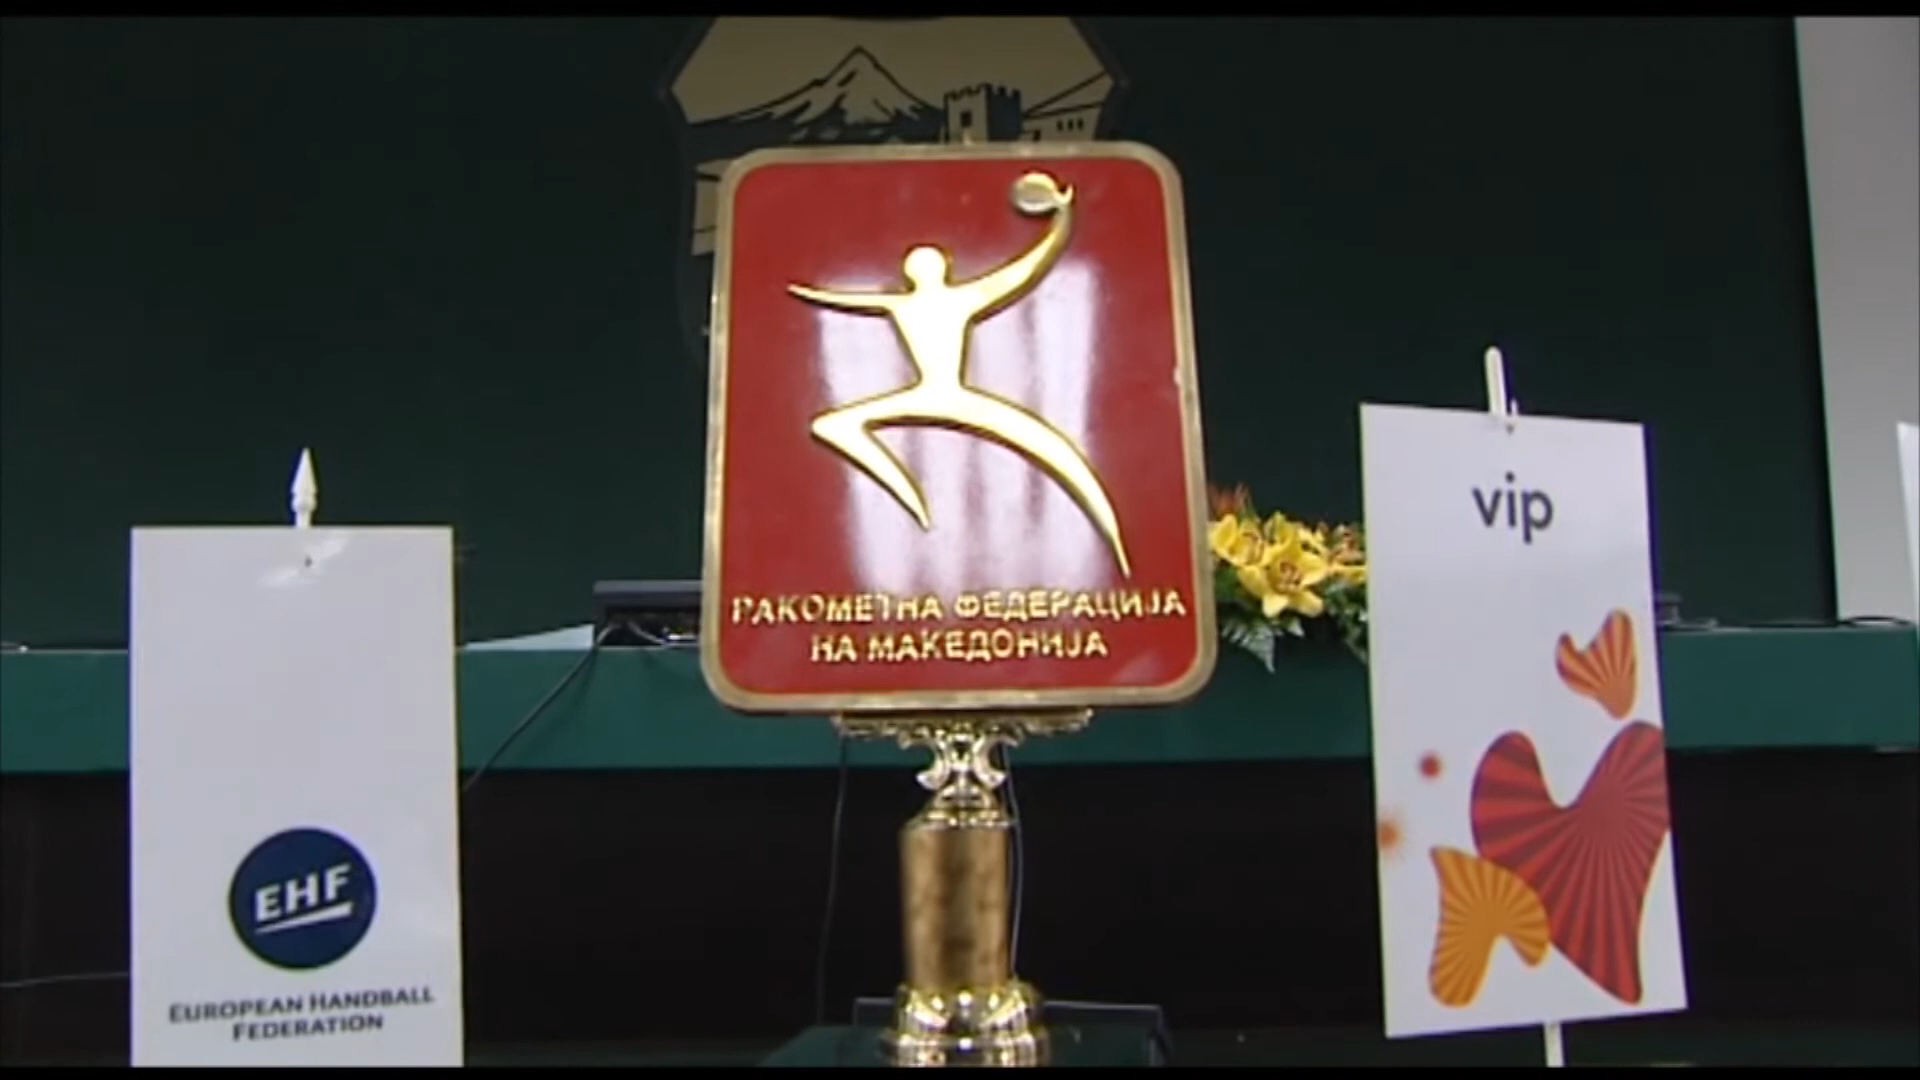 РАКОМЕТНА ФЕДЕРАЦИЈА
НА МАКЕДОНИЈА
vip
EHF
EUROPEAN HANDBALL
FEDERATION